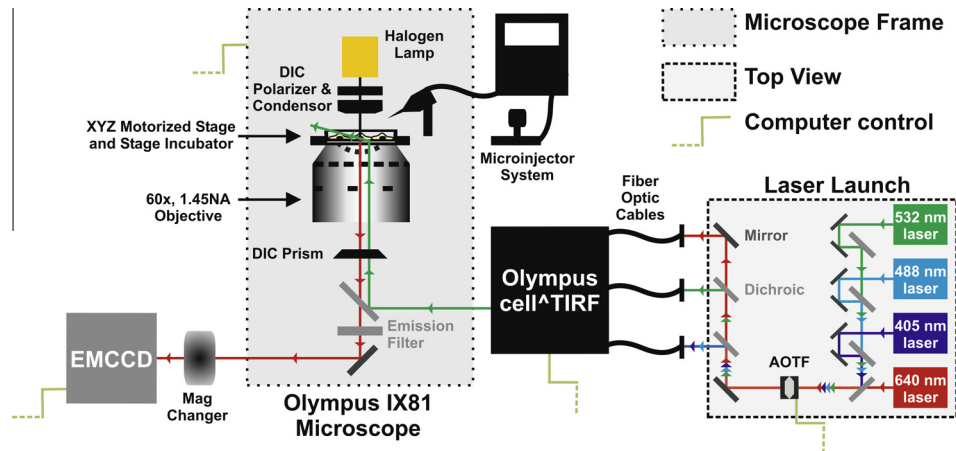 Halogen
Lamp
DIC
Polarizer &
Condensor
XYZ Motorized Stage
and Stage Incubator
60x, 1.45NA
Objective
DIC Prism
Emission
Filter
EMCCD
Mag
Changer
Olympus IX81
Microscope
Microinjector
System
Microscope Frame
Top View
Computer control
Laser Launch
Fiber
Optic
Cables
Olympus
cell^TIRF
Mirror
Dichroic
AOTF
532 nm
laser
488 nm
laser
405 nm
laser
640 nm
laser